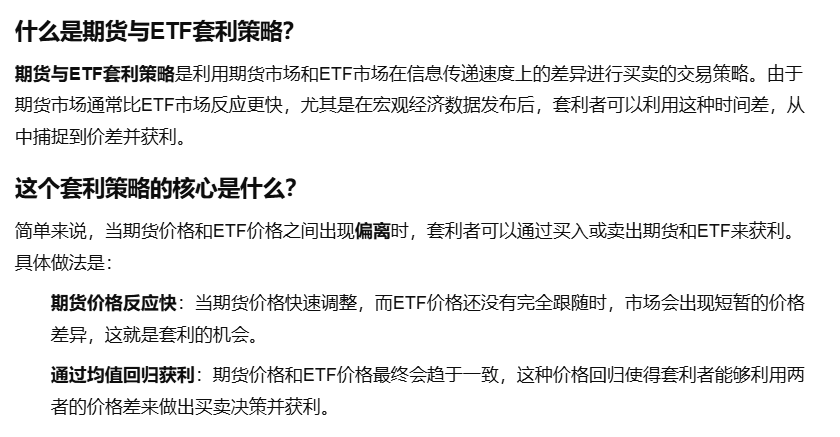 什么是期货与ETF套利策略?
期货与ETF套利策略是利用期货市场和ETF市场在信息传递速度上的差异进行买卖的交易策略。由于
期货市场通常比ETF市场反应更快，尤其是在宏观经济数据发布后，套利者可以利用这种时间差，从
中捕捉到价差并获利。
这个套利策略的核心是什么?
简单来说，当期货价格和ETF价格之间出现偏离时，套利者可以通过买入或卖出期货和ETF来获利。
具体做法是：
期货价格反应快：当期货价格快速调整，而ETF价格还没有完全跟随时，市场会出现短暂的价格
差异，这就是套利的机会。
通过均值回归获利：期货价格和ETF价格最终会趋于一致，这种价格回归使得套利者能够利用两
者的价格差来做出买卖决策并获利。